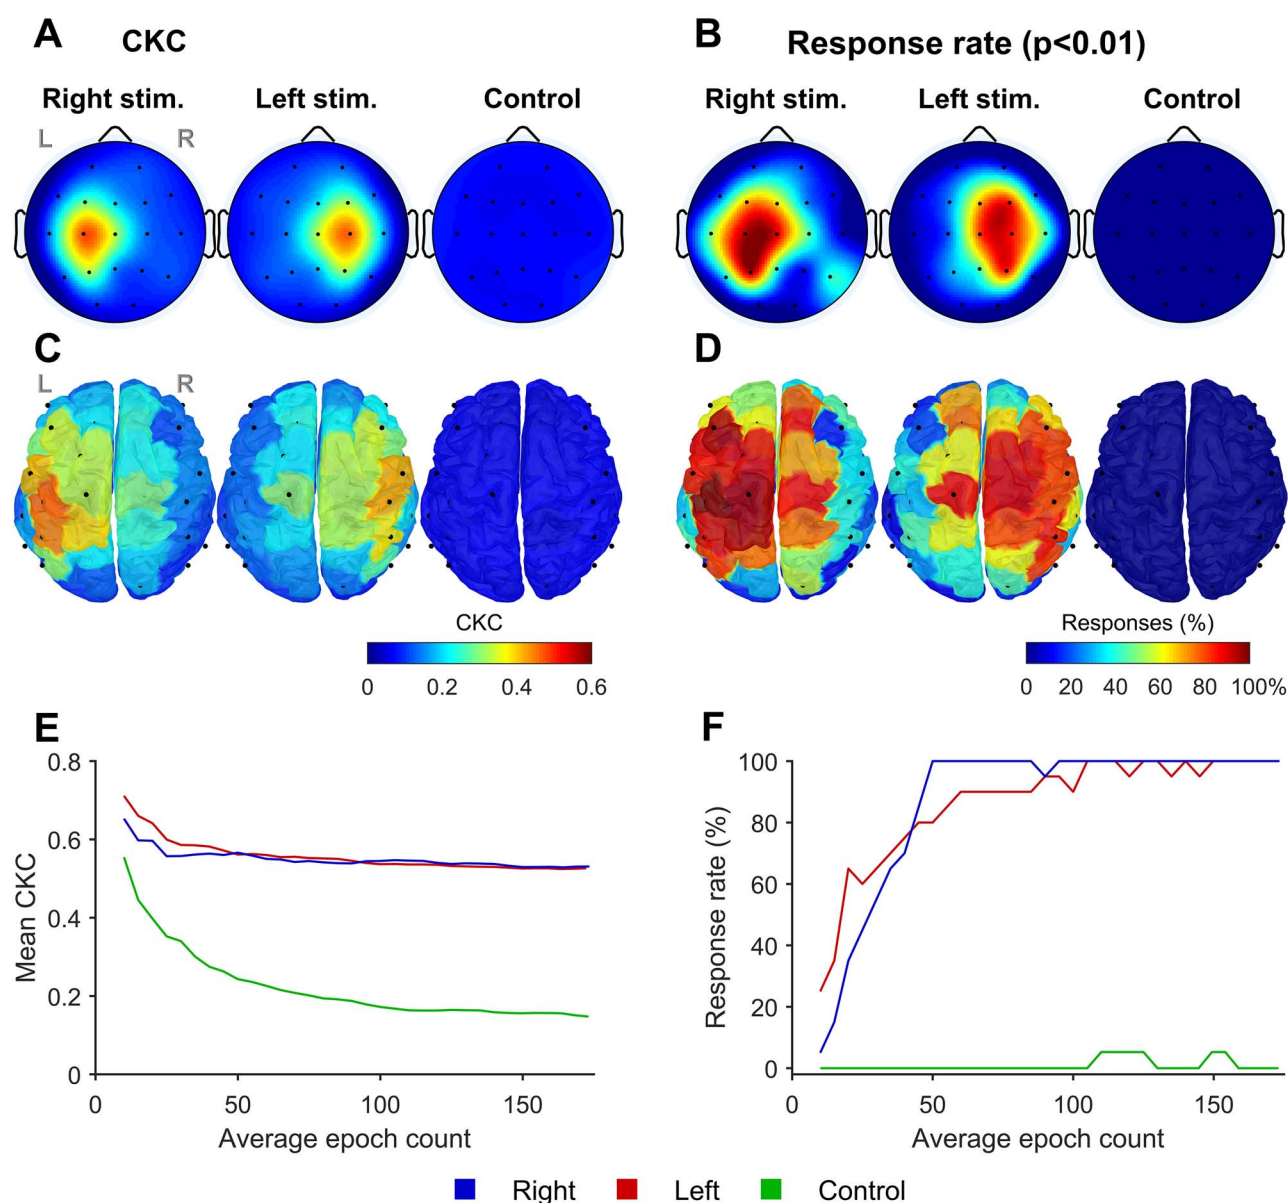 A CKC
B Response rate (p<0.01)
Right stim. Left stim. Control
Right stim. Left stim. Control
L R
C
D
L R
CKC
0 0.2 0.4 0.6
Responses (%)
0 20 40 60 80 100%
E
Mean CKC
0.8
0.6
0.4
0.2
0
0 50 100 150
Average epoch count
F
Response rate (%)
100
80
60
40
20
0
0 50 100 150
Average epoch count
Right Left Control